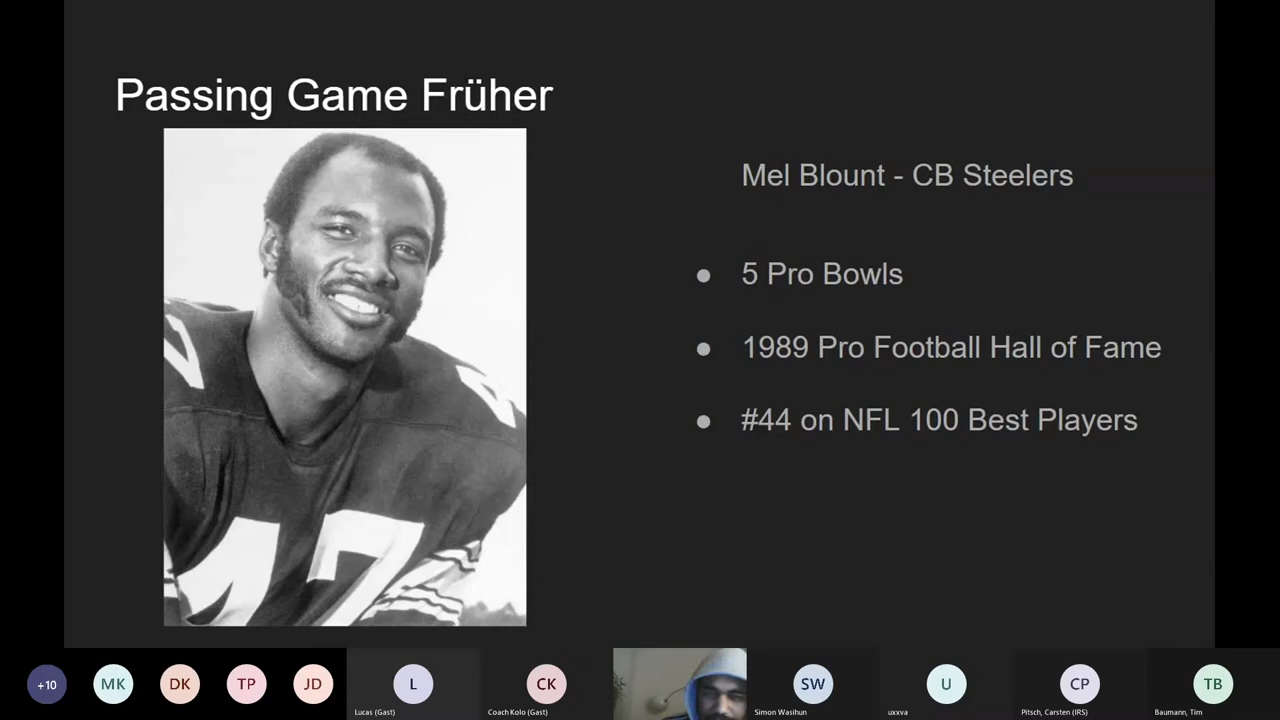 Passing Game Früher
Mel Blount - CB Steelers
● 5 Pro Bowls
● 1989 Pro Football Hall of Fame
● #44 on NFL 100 Best Players
47
+10
MK
DK
TP
JD
L
Lucas (Gast)
CK
Coach Kolo (Gast)
SW
Simon Wasihun
U
uxxva
CP
Pitsch, Carsten (IRS)
TB
Baumann, Tim